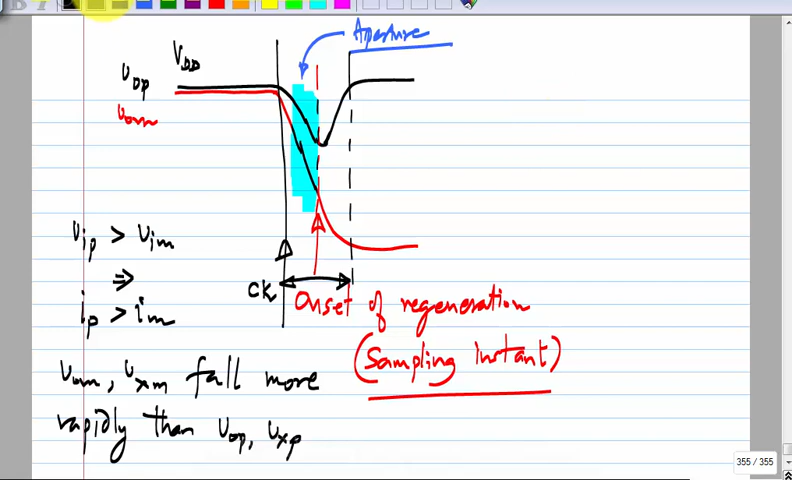 Aperture
VDD
vop
vom
vip > vim
⇒
ip > im
CK
Onset of regeneration
(Sampling instant)
vom, vxm fall more
rapidly than vop, vxp
355 / 355